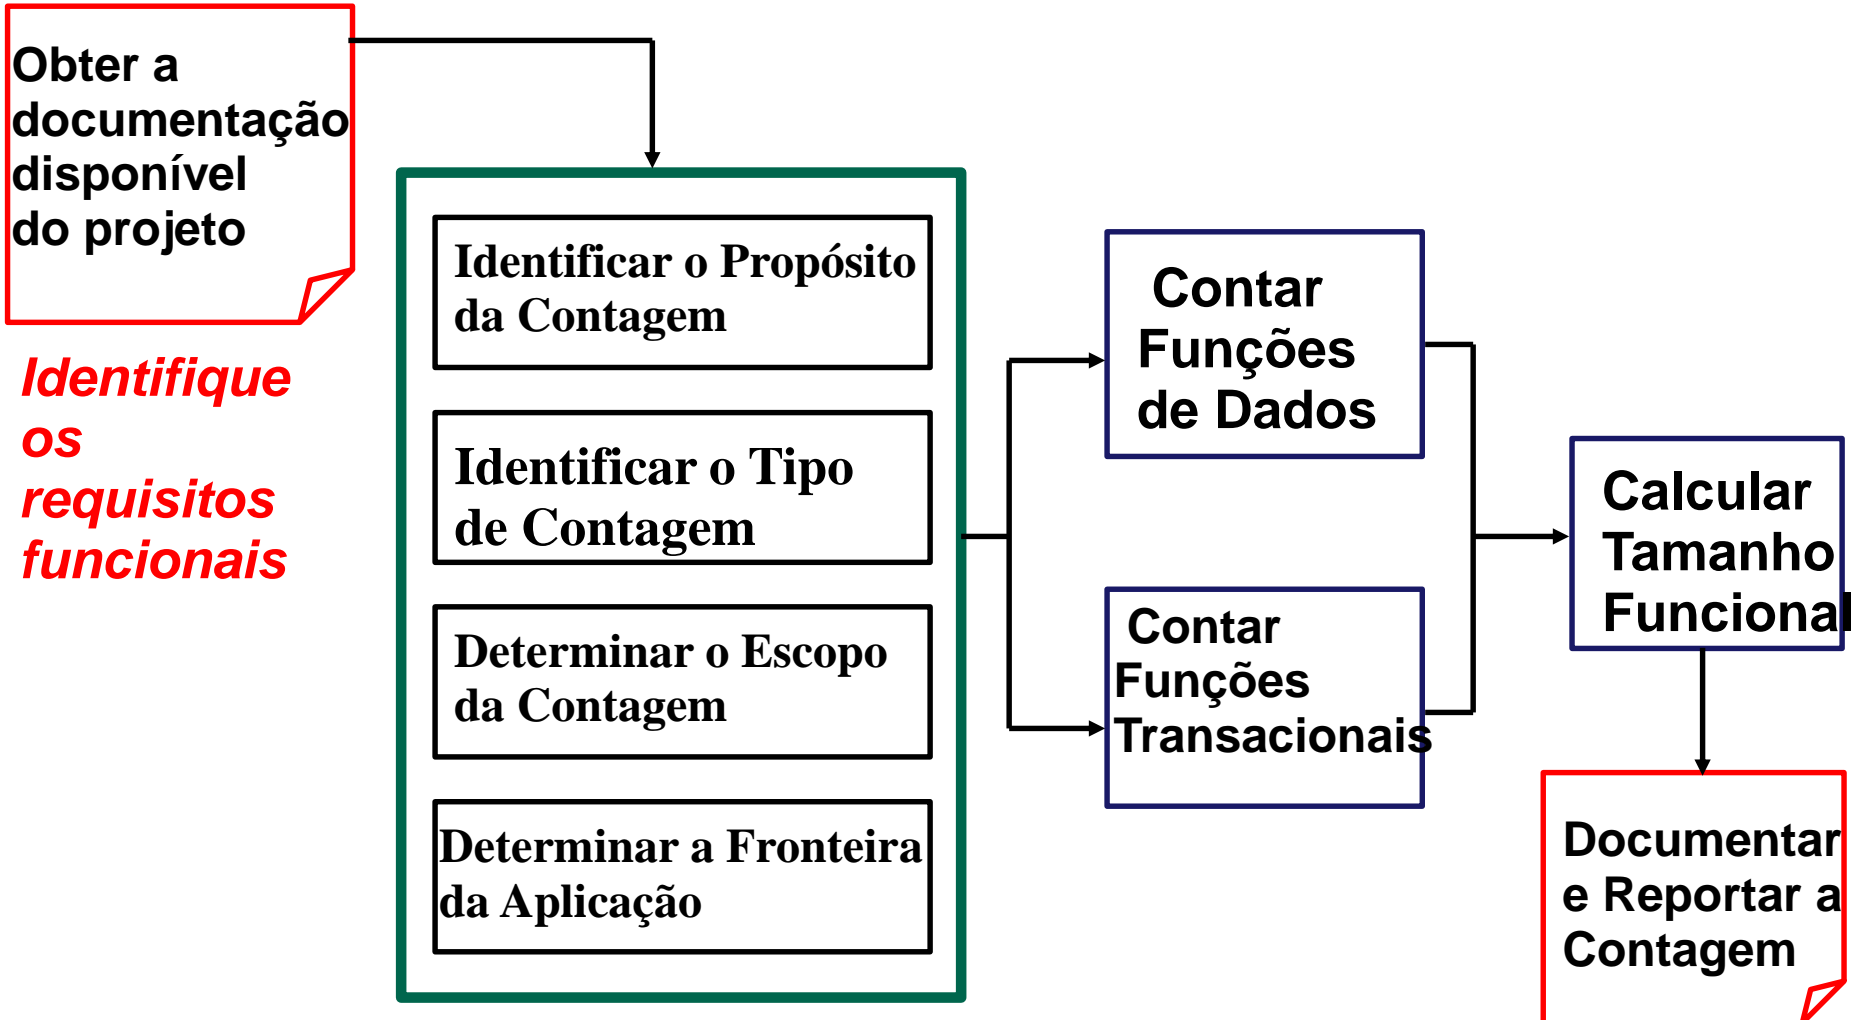 Obter a
documentação
disponível
do projeto
Identifique
os
requisitos
funcionais
Identificar o Propósito
da Contagem
Identificar o Tipo
de Contagem
Determinar o Escopo
da Contagem
Determinar a Fronteira
da Aplicação
Contar
Funções
de Dados
Contar
Funções
Transacionais
Calcular
Tamanho
Funcional
Documentar
e Reportar a
Contagem